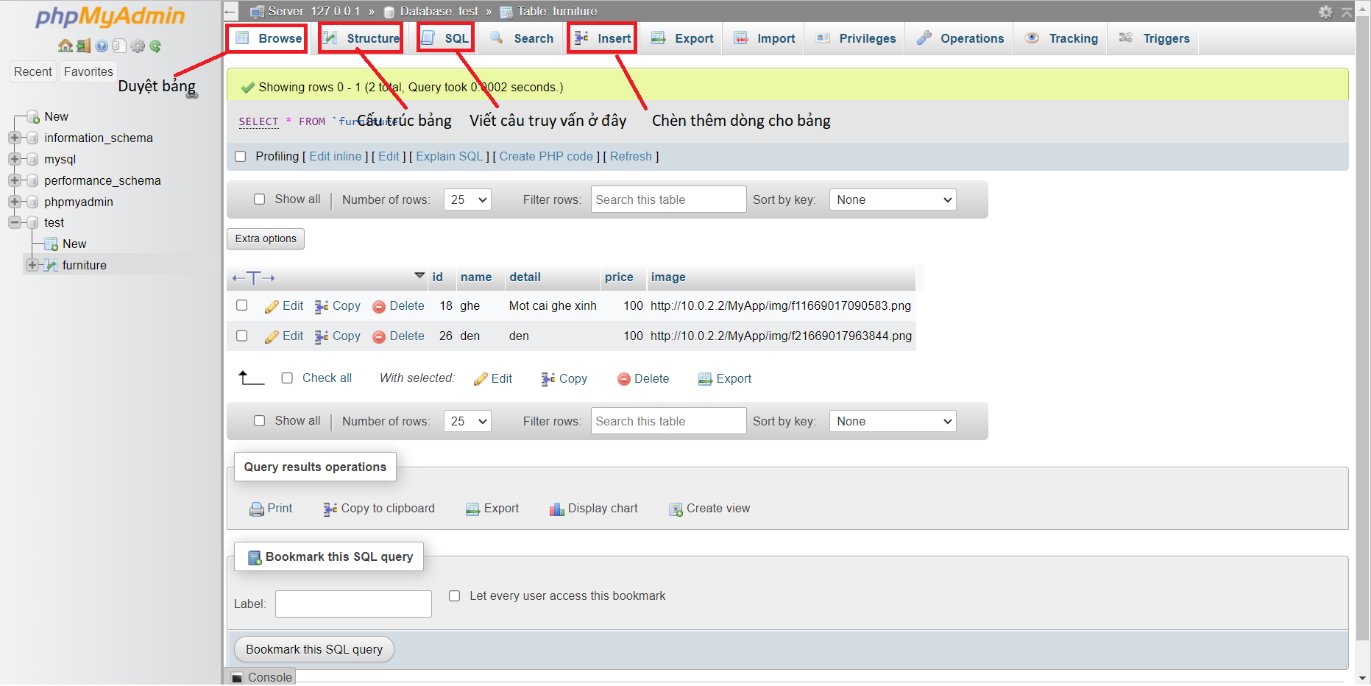 phpMyAdmin
Recent Favorites
New
information_schema
mysql
performance_schema
phpmyadmin
test
New
furniture
Server: 127.0.0.1 » Database: test » Table: furniture
Browse Structure SQL Search Insert Export Import Privileges Operations Tracking Triggers
Duyệt bảng
Cấu trúc bảng
Viết câu truy vấn ở đây
Chèn thêm dòng cho bảng
Showing rows 0 - 1 (2 total, Query took 0.0002 seconds.)
SELECT * FROM `furniture`
Profiling [ Edit inline ] [ Edit ] [ Explain SQL ] [ Create PHP code ] [ Refresh ]
Show all Number of rows: 25 Filter rows: Search this table Sort by key: None
Extra options
id name detail price image
Edit Copy Delete 18 ghe Mot cai ghe xinh 100 http://10.0.2.2/MyApp/img/f11669017090583.png
Edit Copy Delete 26 den den 100 http://10.0.2.2/MyApp/img/f21669017963844.png
Check all With selected: Edit Copy Delete Export
Show all Number of rows: 25 Filter rows: Search this table Sort by key: None
Query results operations
Print Copy to clipboard Export Display chart Create view
Bookmark this SQL query
Label: Let every user access this bookmark
Bookmark this SQL query
Console